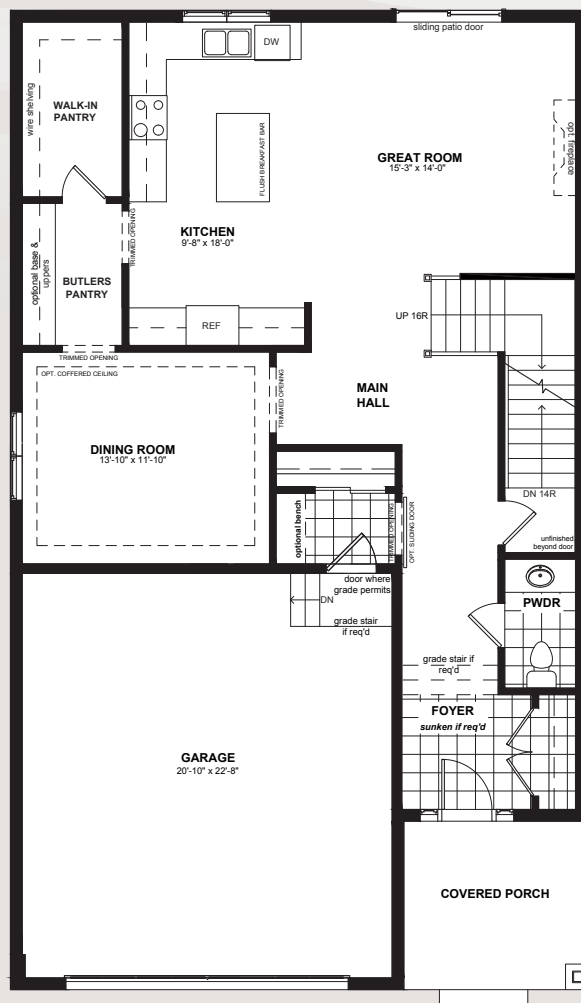 sliding patio door
DW
wire shelving
WALK-IN
PANTRY
FLUSH BREAKFAST BAR
GREAT ROOM
15'-3" x 14'-0"
opt. fireplace
KITCHEN
9'-8" x 18'-0"
TRIMMED OPENING
optional base &
uppers
BUTLERS
PANTRY
REF
UP 16R
TRIMMED OPENING
OPT. COFFERED CEILING
TRIMMED OPENING
MAIN
HALL
DINING ROOM
13'-10" x 11'-10"
DN 14R
optional bench
TRIMMED OPENING
OPT. SLIDING DOOR
unfinished
beyond door
door where
grade permits
DN
grade stair
if req'd
PWDR
grade stair if
req'd
FOYER
sunken if req'd
GARAGE
20'-10" x 22'-8"
COVERED PORCH